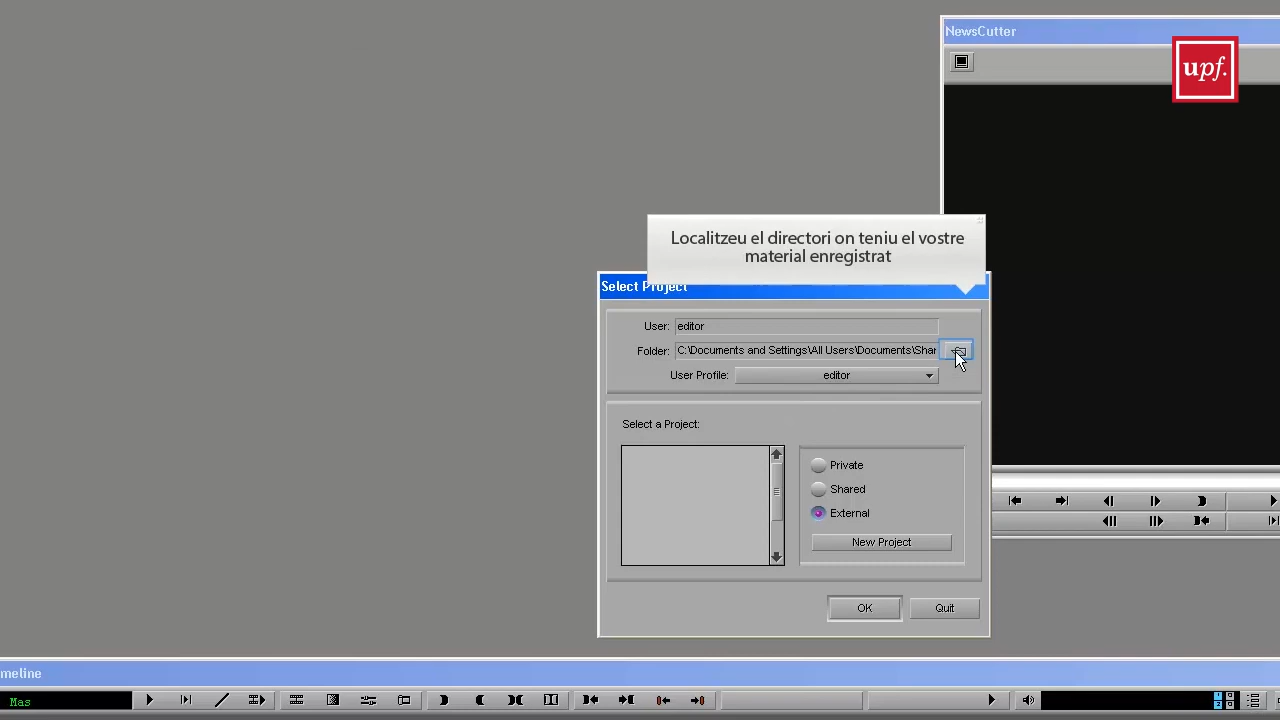 NewsCutter
upf.
Localitzeu el directori on teniu el vostre
material enregistrat
Select Project
User: editor
Folder: C:\Documents and Settings\All Users\Documents\Shar
User Profile: editor
Select a Project:
Private
Shared
External
New Project
OK Quit
meline
Mas